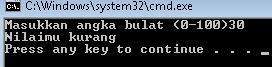 C:\Windows\system32\cmd.exe
Masukkan angka bulat (0-100)30
Nilaimu kurang
Press any key to continue . . .